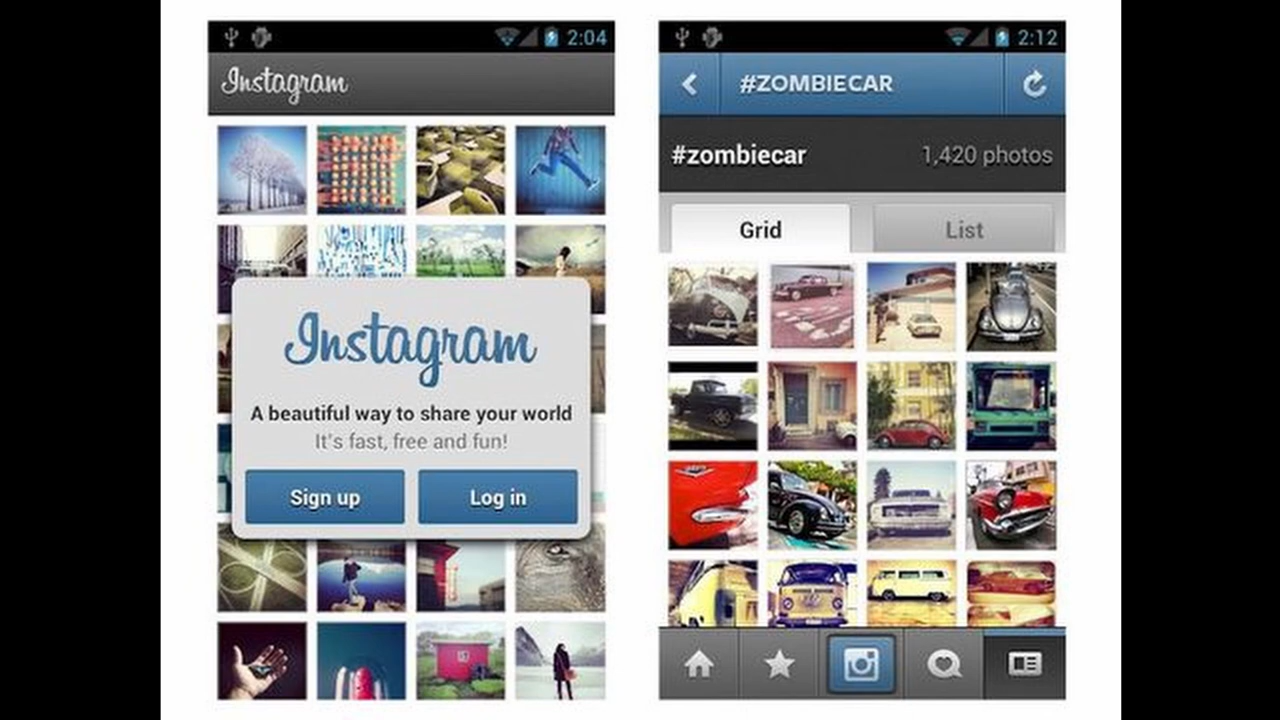 2:04
Instagram
Instagram
A beautiful way to share your world
It's fast, free and fun!
Sign up
Log in
2:12
#ZOMBIECAR
#zombiecar
1,420 photos
Grid
List